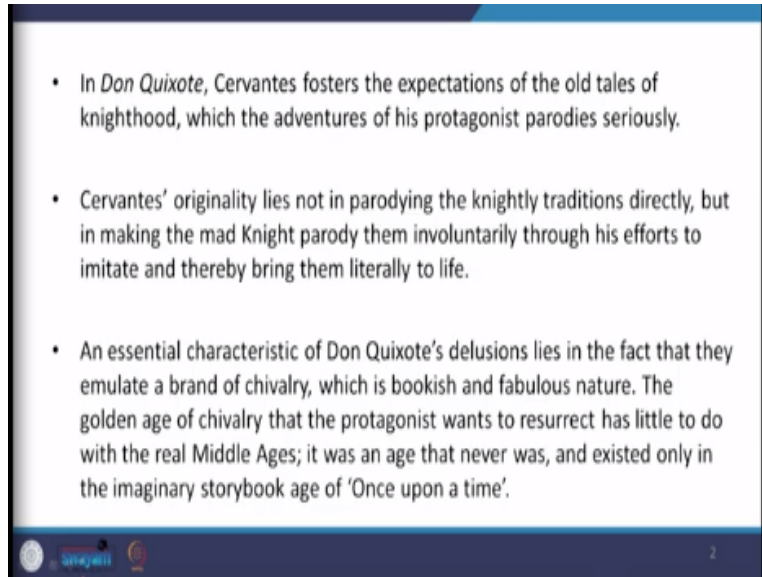 • In Don Quixote, Cervantes fosters the expectations of the old tales of
knighthood, which the adventures of his protagonist parodies seriously.
• Cervantes' originality lies not in parodying the knightly traditions directly, but
in making the mad Knight parody them involuntarily through his efforts to
imitate and thereby bring them literally to life.
• An essential characteristic of Don Quixote's delusions lies in the fact that they
emulate a brand of chivalry, which is bookish and fabulous nature. The
golden age of chivalry that the protagonist wants to resurrect has little to do
with the real Middle Ages; it was an age that never was, and existed only in
the imaginary storybook age of 'Once upon a time'.
swayam
2